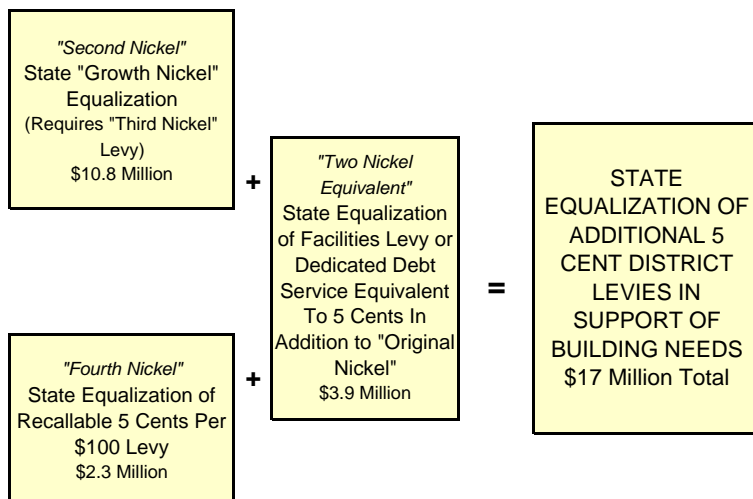 "Second Nickel"
State "Growth Nickel"
Equalization
(Requires "Third Nickel"
Levy)
$10.8 Million
+
"Fourth Nickel"
State Equalization of
Recallable 5 Cents Per
$100 Levy
$2.3 Million
+
"Two Nickel
Equivalent"
State Equalization
of Facilities Levy or
Dedicated Debt
Service Equivalent
To 5 Cents In
Addition to "Original
Nickel"
$3.9 Million
=
STATE
EQUALIZATION OF
ADDITIONAL 5
CENT DISTRICT
LEVIES IN
SUPPORT OF
BUILDING NEEDS
$17 Million Total